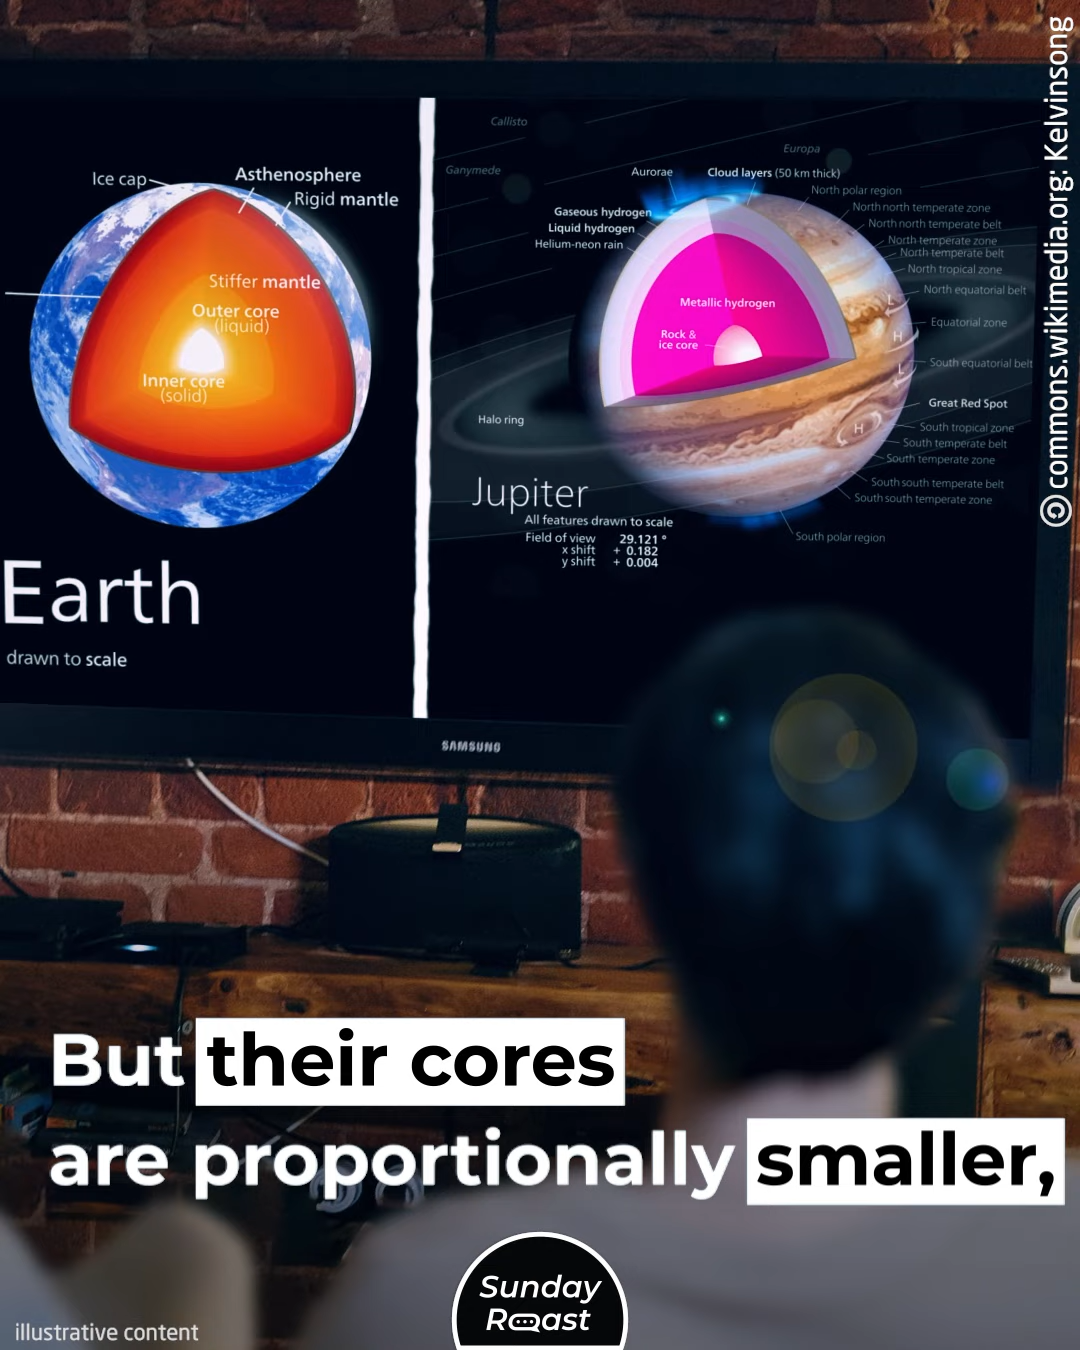 ©commons.wikimedia.org: Kelvinsong
Ice cap
Asthenosphere
Rigid mantle
Stiffer mantle
Outer core
(liquid)
Inner core
(solid)
Earth
drawn to scale
Callisto
Ganymede
Europa
Aurorae
Cloud layers (50 km thick)
Gaseous hydrogen
Liquid hydrogen
Helium-neon rain
Metallic hydrogen
Rock &
ice core
North polar region
North north temperate zone
North north temperate belt
North temperate zone
North temperate belt
North tropical zone
North equatorial belt
L
H
Equatorial zone
L
South equatorial belt
Great Red Spot
H
South tropical zone
South temperate belt
South temperate zone
South south temperate belt
South south temperate zone
South polar region
Halo ring
Jupiter
All features drawn to scale
Field of view 29.121 °
x shift + 0.182
y shift + 0.004
SAMSUNG
But their cores
are proportionally smaller,
Sunday
Roast
illustrative content